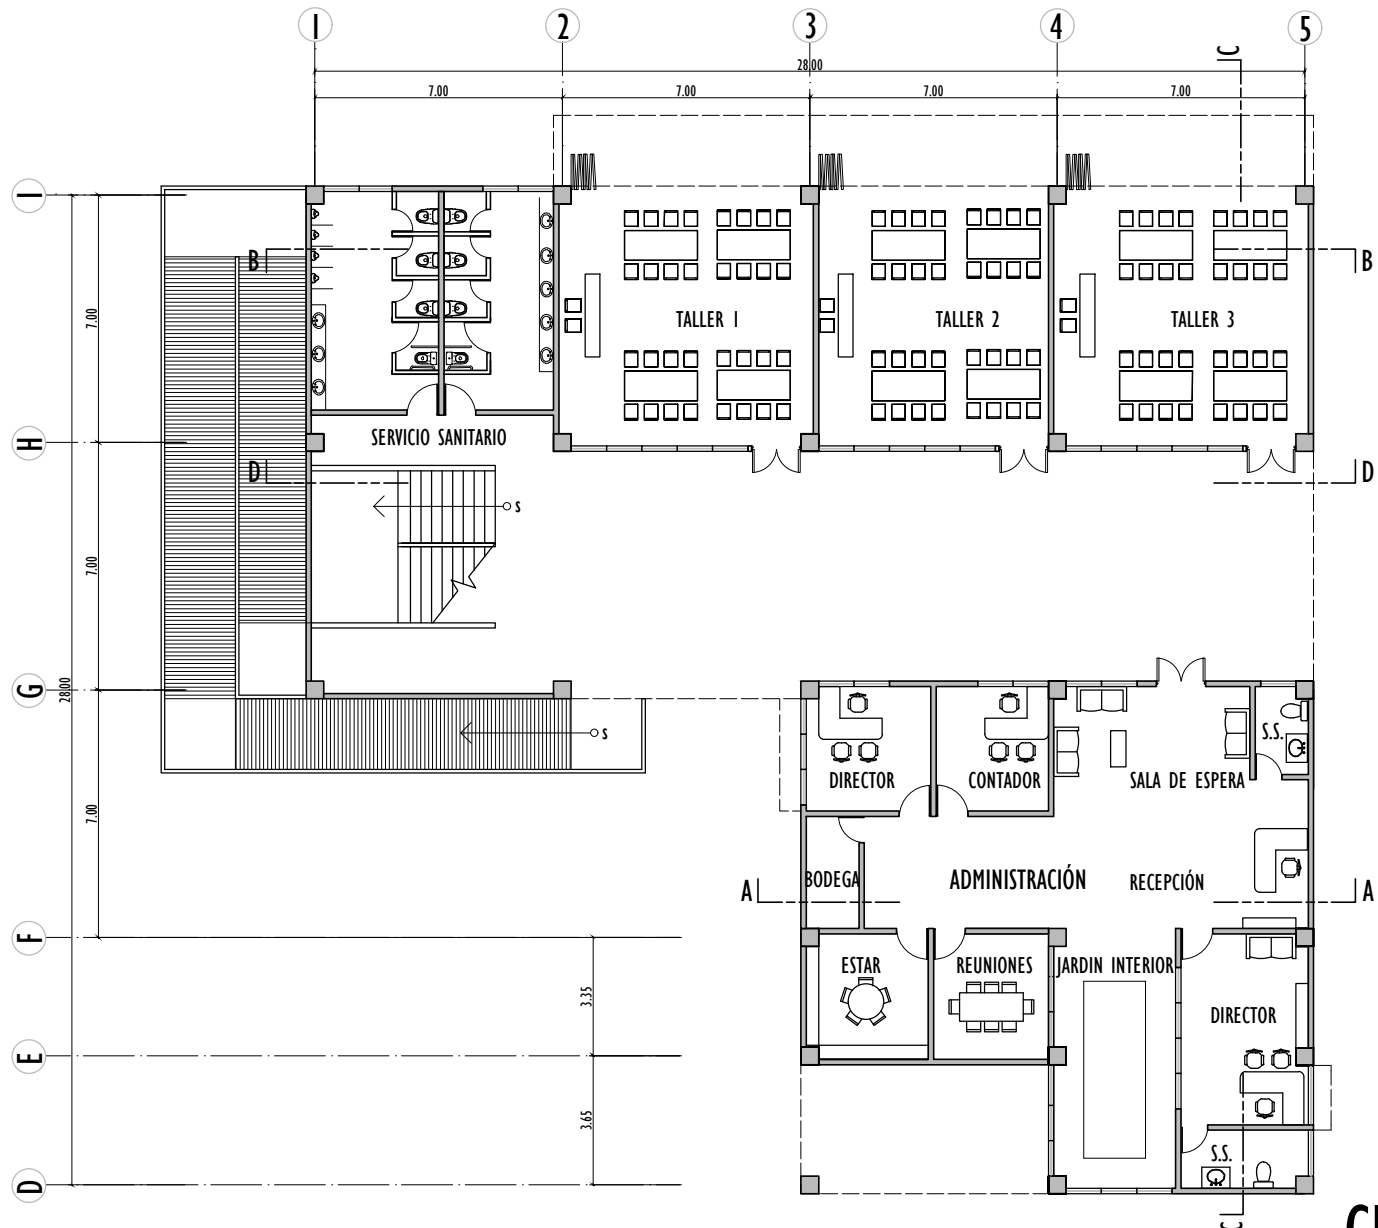 1 2 3 4 5
C
28.00
7.00 7.00 7.00 7.00
I
B B
7.00
TALLER 1 TALLER 2 TALLER 3
H
SERVICIO SANITARIO
D D
S
7.00
G
28.00
S
S.S.
DIRECTOR CONTADOR SALA DE ESPERA
7.00
BODEGA ADMINISTRACIÓN RECEPCIÓN
A A
F
ESTAR REUNIONES JARDIN INTERIOR
3.35
DIRECTOR
E
3.65
S.S.
D
C